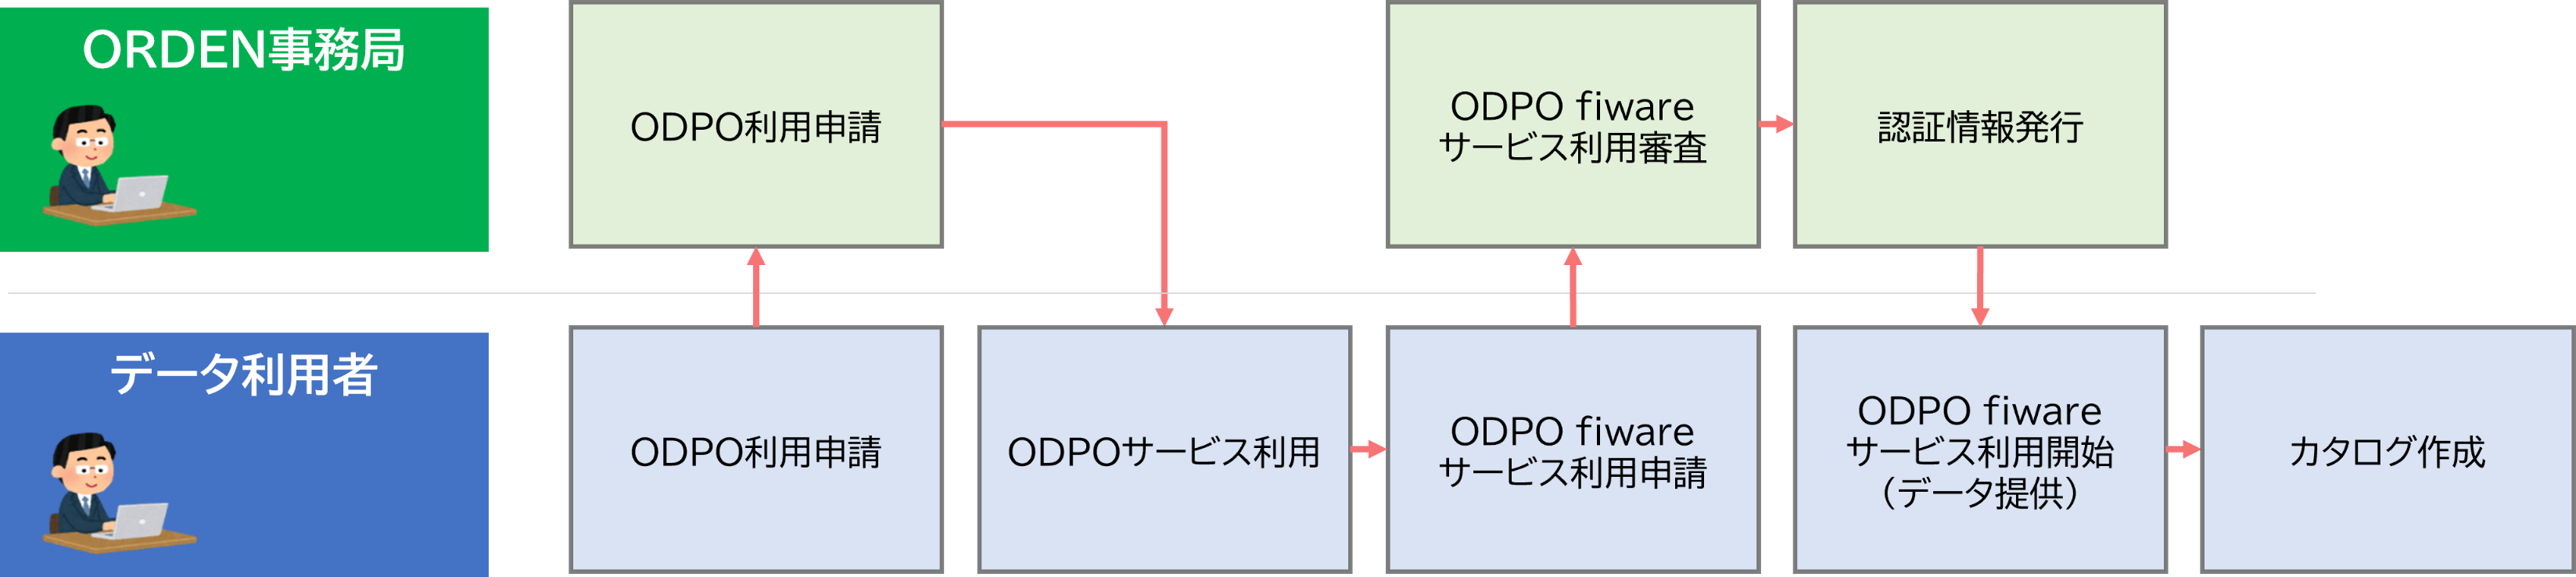 ORDEN事務局
ODPO利用申請
ODPO fiware
サービス利用審査
認証情報発行
データ利用者
ODPO利用申請
ODPOサービス利用
ODPO fiware
サービス利用申請
ODPO fiware
サービス利用開始
（データ提供）
カタログ作成